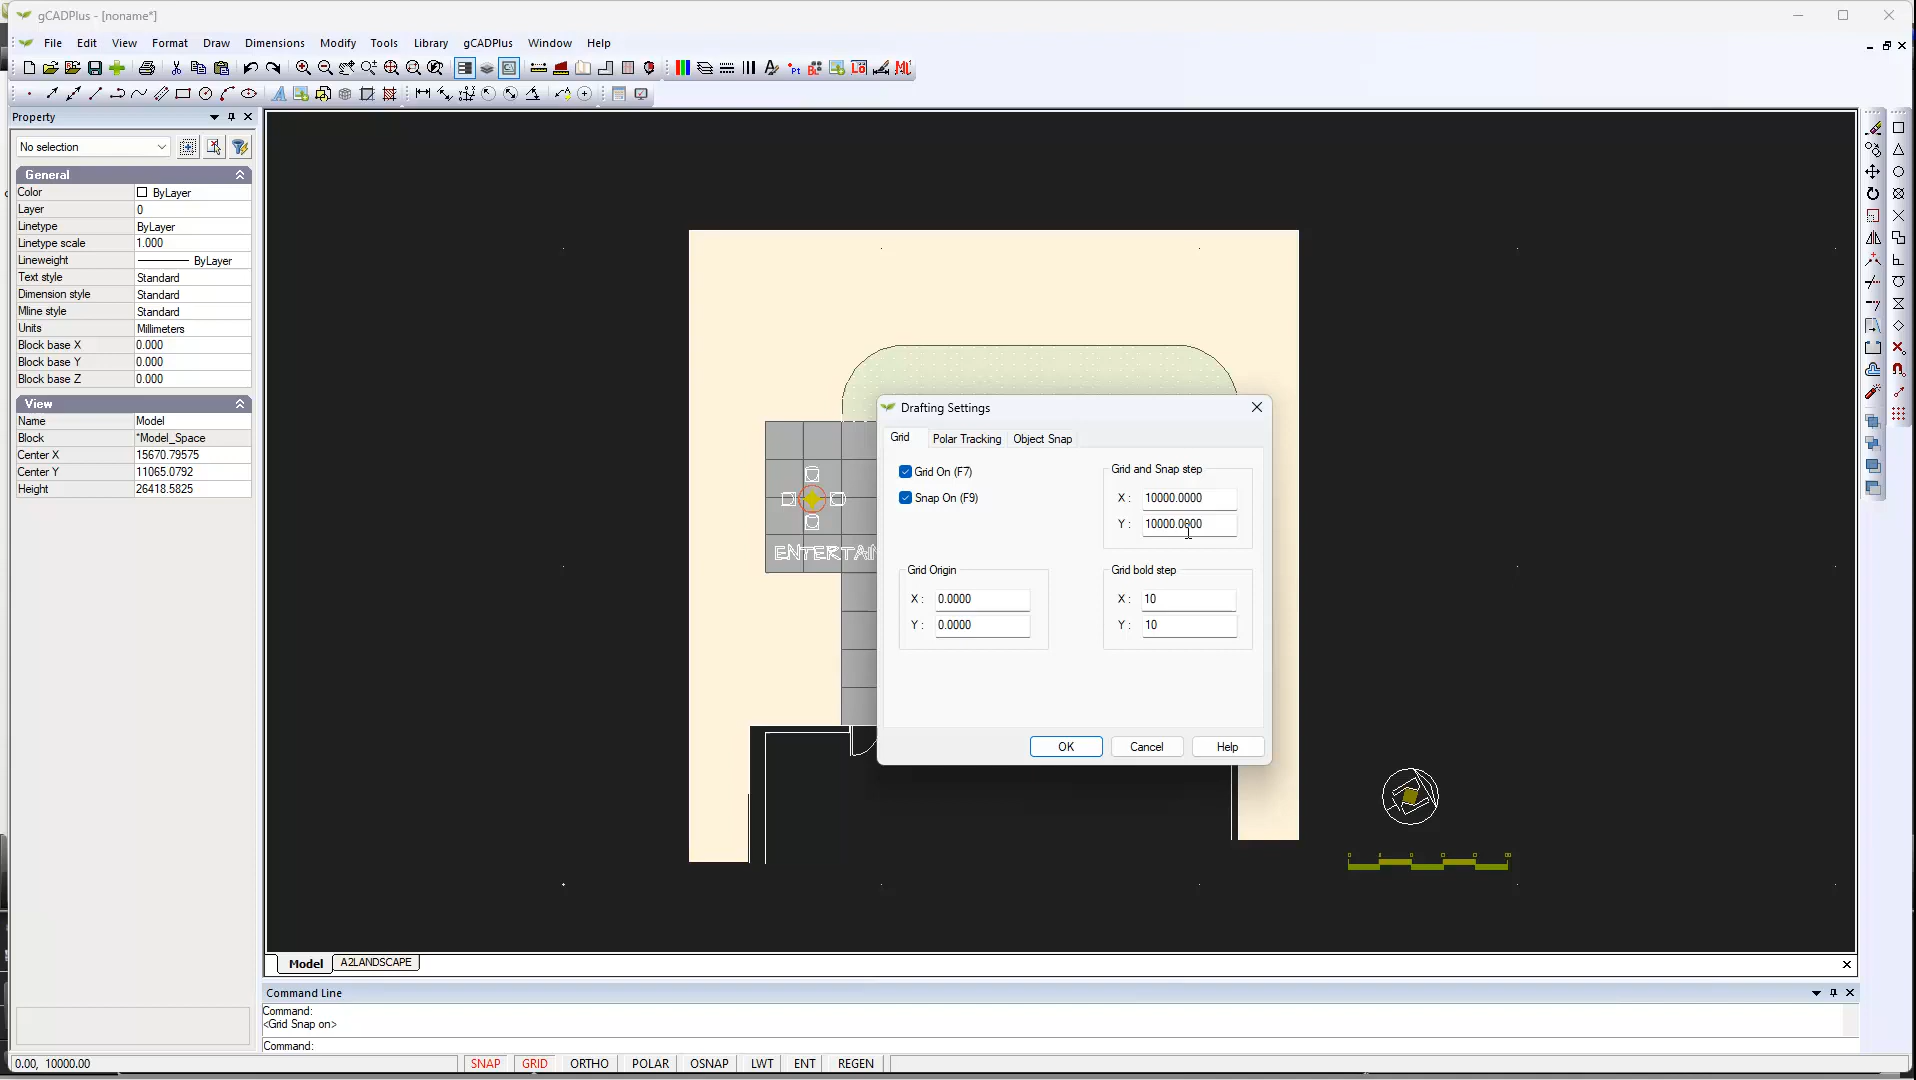 gCADPlus - [noname*]
File Edit View Format Draw Dimensions Modify Tools Library gCADPlus Window Help
Property
No selection
General
Color ByLayer
Layer 0
Linetype ByLayer
Linetype scale 1.000
Lineweight ByLayer
Text style Standard
Dimension style Standard
Mline style Standard
Units Millimeters
Block base X 0.000
Block base Y 0.000
Block base Z 0.000
View
Name Model
Block *Model_Space
Center X 15670.79575
Center Y 11065.0792
Height 26418.5825
ENTERTAIN
Drafting Settings
Grid Polar Tracking Object Snap
Grid On (F7)
Snap On (F9)
Grid and Snap step
X : 10000.0000
Y : 10000.0000
Grid Origin
X : 0.0000
Y : 0.0000
Grid bold step
X : 10
Y : 10
OK Cancel Help
Model A2LANDSCAPE
Command Line
Command:
<Grid Snap on>
Command:
0.00, 10000.00 SNAP GRID ORTHO POLAR OSNAP LWT ENT REGEN